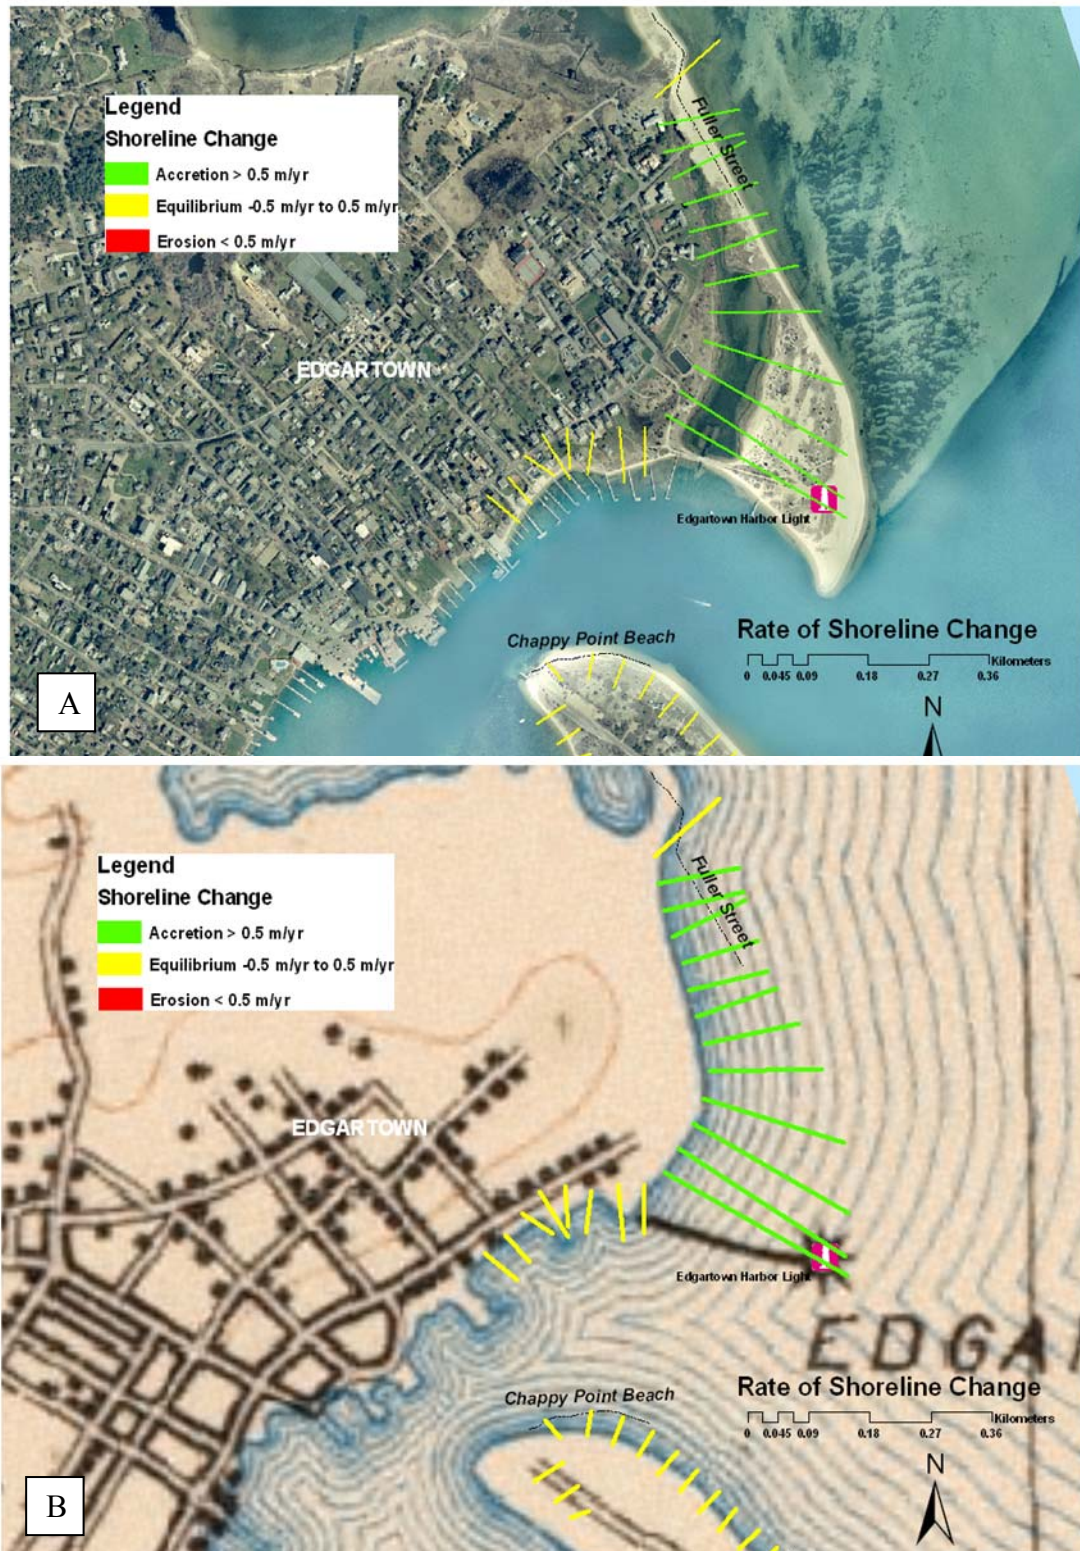 Legend
Shoreline Change
Accretion > 0.5 m/yr
Equilibrium -0.5 m/yr to 0.5 m/yr
Erosion < 0.5 m/yr
Fuller Street
EDGARTOWN
Edgartown Harbor Light
Chappy Point Beach
Rate of Shoreline Change
Kilometers
0 0.045 0.09 0.18 0.27 0.36
N
A
Legend
Shoreline Change
Accretion > 0.5 m/yr
Equilibrium -0.5 m/yr to 0.5 m/yr
Erosion < 0.5 m/yr
Fuller Street
EDGARTOWN
Edgartown Harbor Light
EDGA
Chappy Point Beach
Rate of Shoreline Change
Kilometers
0 0.045 0.09 0.18 0.27 0.36
N
B